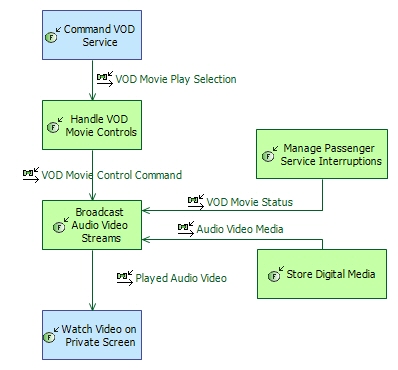 Command VOD
Service
VOD Movie Play Selection
Handle VOD
Movie Controls
Manage Passenger
Service Interruptions
VOD Movie Control Command
VOD Movie Status
Broadcast
Audio Video
Streams
Audio Video Media
Store Digital Media
Played Audio Video
Watch Video on
Private Screen